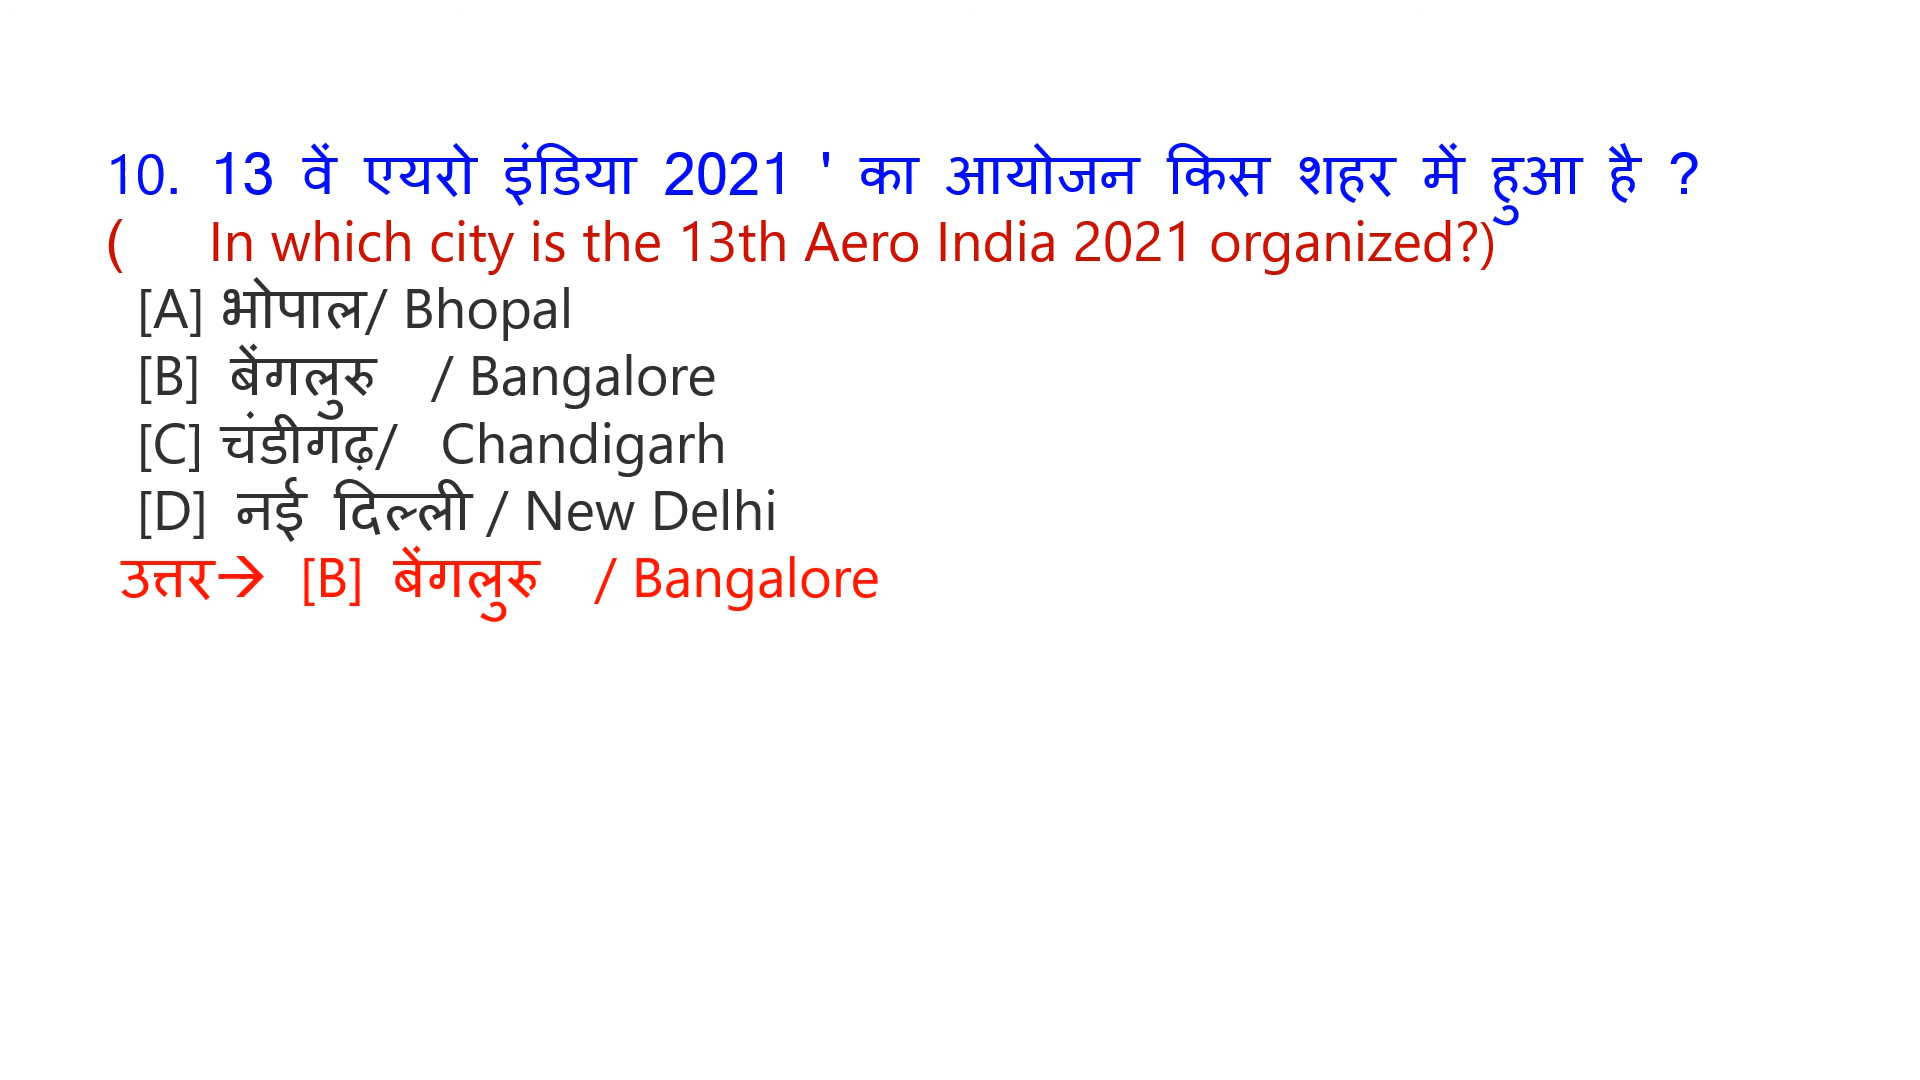 10. 13 वें एयरो इंडिया 2021 ' का आयोजन किस शहर में हुआ है ?
( In which city is the 13th Aero India 2021 organized?)
[A] भोपाल/ Bhopal
[B] बेंगलुरु / Bangalore
[C] चंडीगढ़/ Chandigarh
[D] नई दिल्ली / New Delhi
उत्तर→ [B] बेंगलुरु / Bangalore